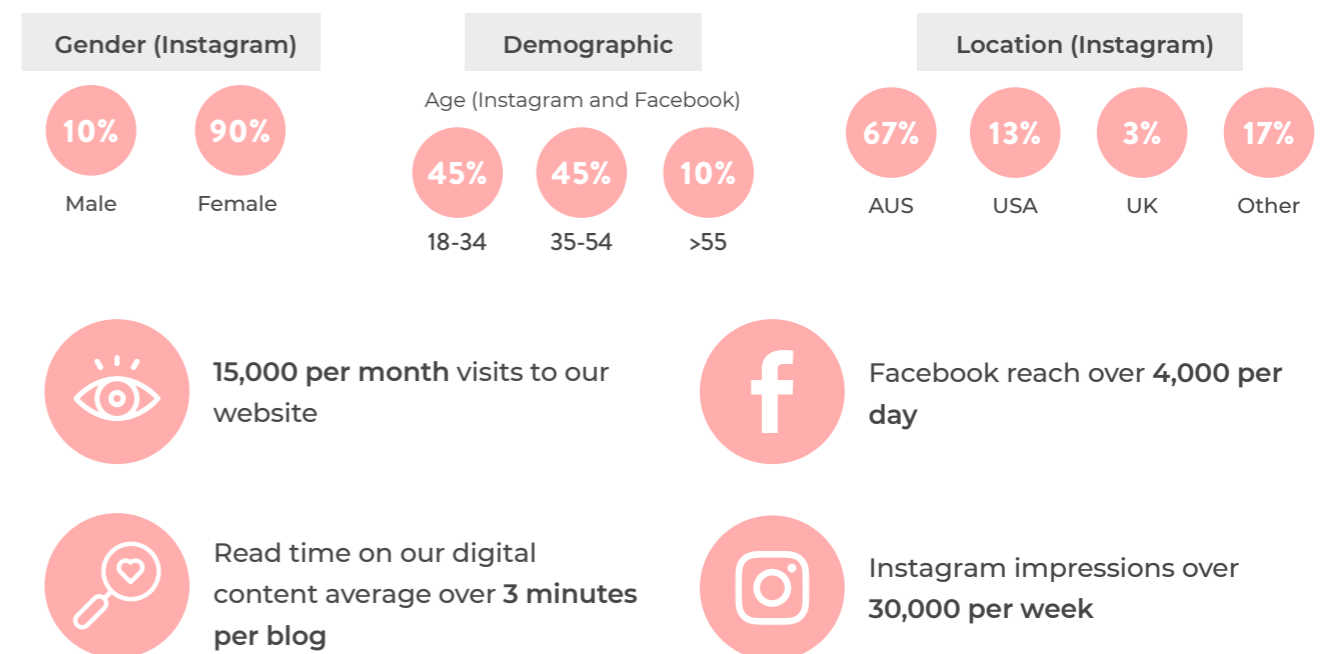 Gender (Instagram)
10%
90%
Male
Female
Demographic
Age (Instagram and Facebook)
45%
45%
10%
18-34
35-54
>55
Location (Instagram)
67%
13%
3%
17%
AUS
USA
UK
Other
15,000 per month visits to our
website
Facebook reach over 4,000 per
day
Read time on our digital
content average over 3 minutes
per blog
Instagram impressions over
30,000 per week